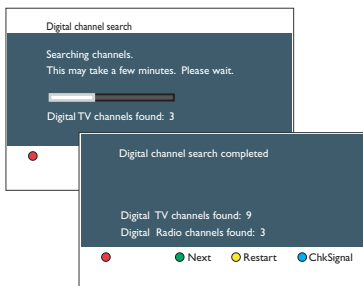 Digital channel search
Searching channels.
This may take a few minutes. Please wait.
Digital TV channels found: 3
Digital channel search completed
Digital TV channels found: 9
Digital Radio channels found: 3
Next Restart ChkSignal